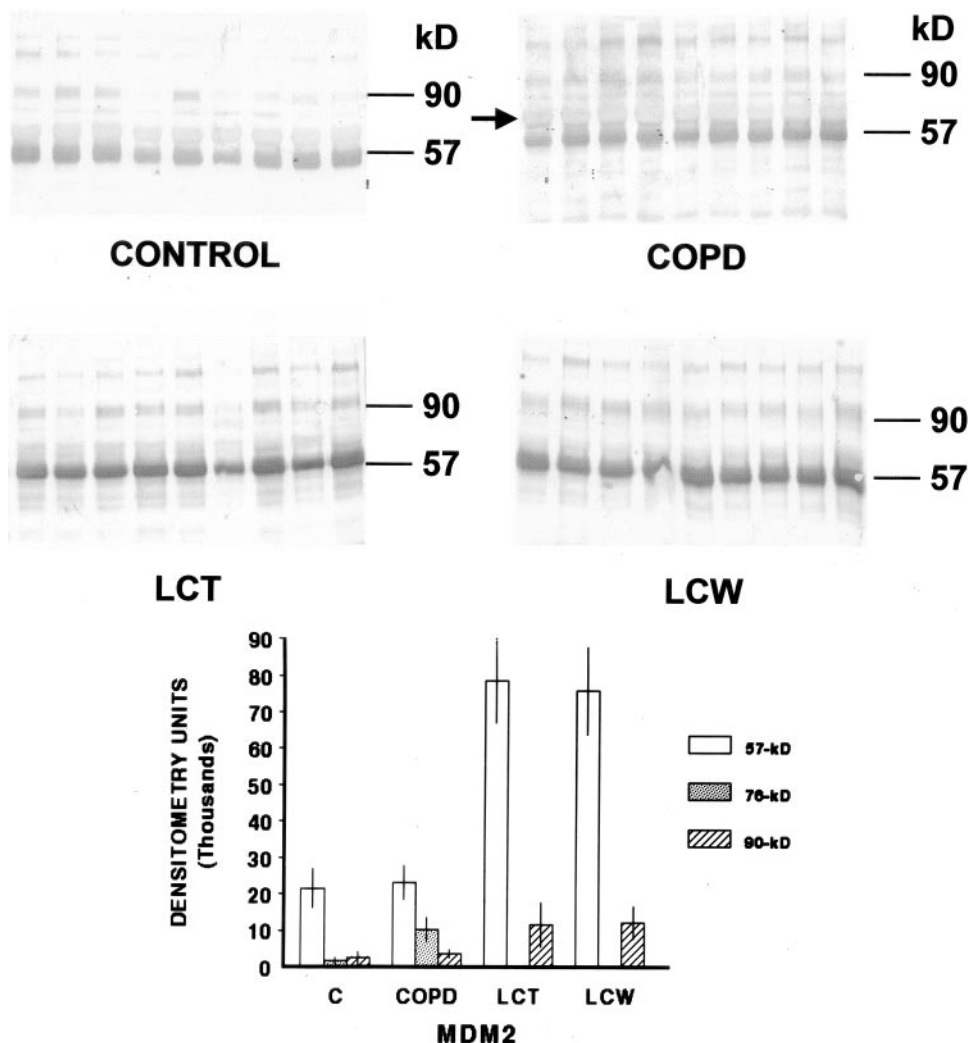 kD
90
57
CONTROL
kD
90
57
COPD
90
57
LCT
90
57
LCW
DENSITOMETRY UNITS
(Thousands)
90
80
70
60
50
40
30
20
10
0
C COPD LCT LCW
MDM2
57-kD
76-kD
90-kD